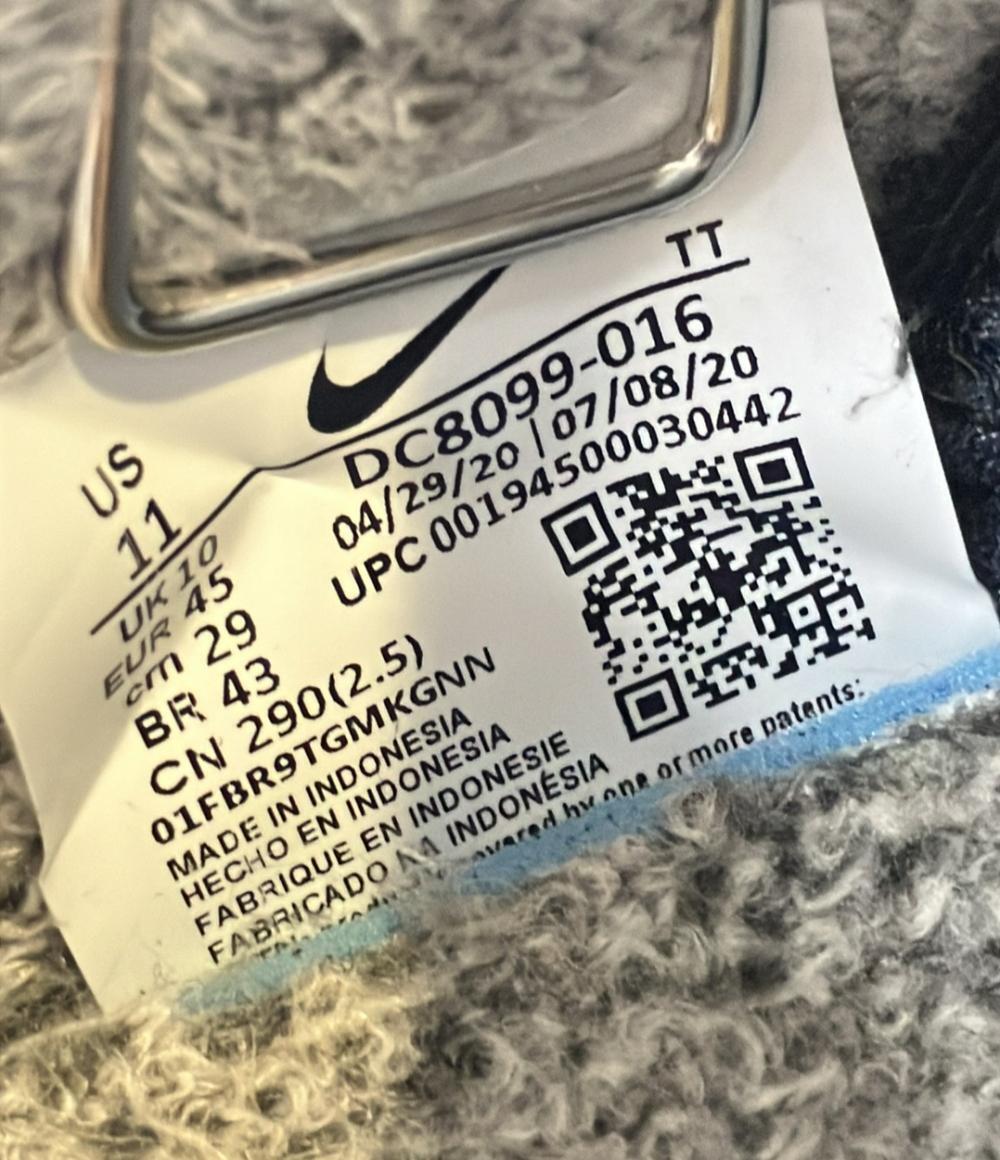 TT
DC8099-016
04/29/20 | 07/08/20
UPC 00194500030442
US
11
UK 10
EUR 45
cm 29
BR 43
CN 290(2.5)
01FBR9TGMKGNN
MADE IN INDONESIA
HECHO EN INDONESIA
FABRIQUE EN INDONESIE
FABRICADO NA INDONÉSIA
by one or more patents: